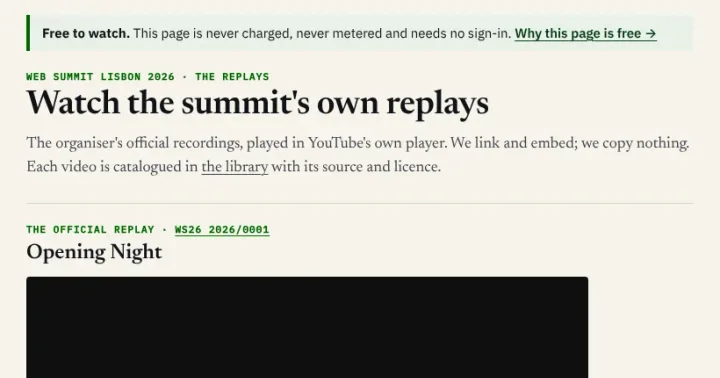 Free to watch. This page is never charged, never metered and needs no sign-in. Why this page is free →
WEB SUMMIT LISBON 2026 · THE REPLAYS
Watch the summit's own replays
The organiser's official recordings, played in YouTube's own player. We link and embed; we copy nothing.
Each video is catalogued in the library with its source and licence.
THE OFFICIAL REPLAY · WS26 2026/0001
Opening Night